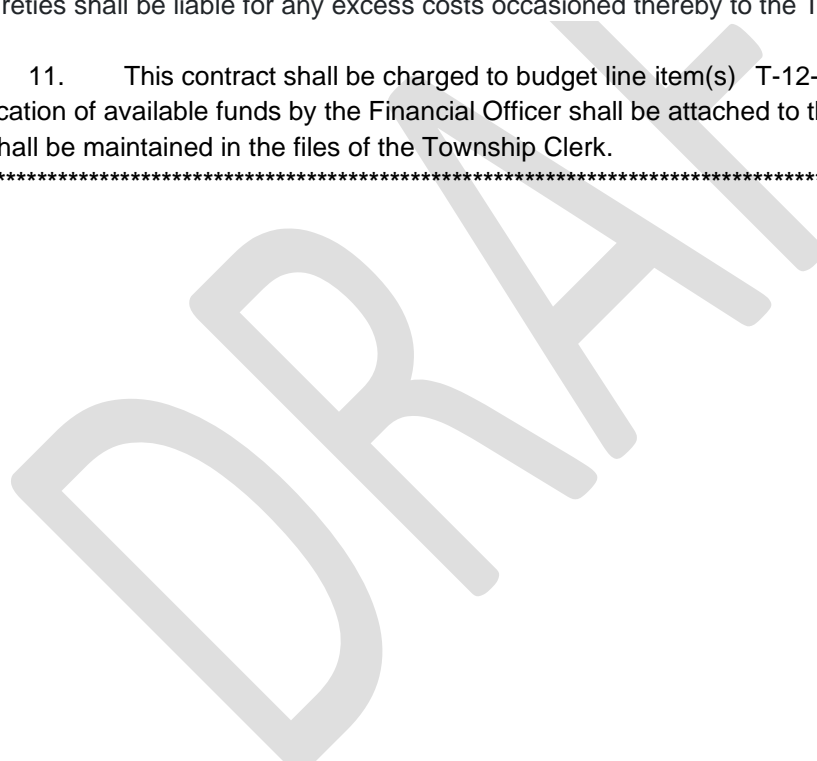 reties shall be liable for any excess costs occasioned thereby to the T
11. This contract shall be charged to budget line item(s) T-12-
cation of available funds by the Financial Officer shall be attached to th
hall be maintained in the files of the Township Clerk.
**********************************************************************************
DRAF